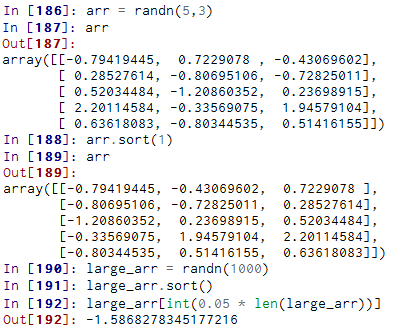 In [186]: arr = randn(5,3)
In [187]: arr
Out[187]:
array([[-0.79419445,  0.7229078 , -0.43069602],
       [ 0.28527614, -0.80695106, -0.72825011],
       [ 0.52034484, -1.20860352,  0.23698915],
       [ 2.20114584, -0.33569075,  1.94579104],
       [ 0.63618083, -0.80344535,  0.51416155]])
In [188]: arr.sort(1)
In [189]: arr
Out[189]:
array([[-0.79419445, -0.43069602,  0.7229078 ],
       [-0.80695106, -0.72825011,  0.28527614],
       [-1.20860352,  0.23698915,  0.52034484],
       [-0.33569075,  1.94579104,  2.20114584],
       [-0.80344535,  0.51416155,  0.63618083]])
In [190]: large_arr = randn(1000)
In [191]: large_arr.sort()
In [192]: large_arr[int(0.05 * len(large_arr))]
Out[192]: -1.5868278345177216